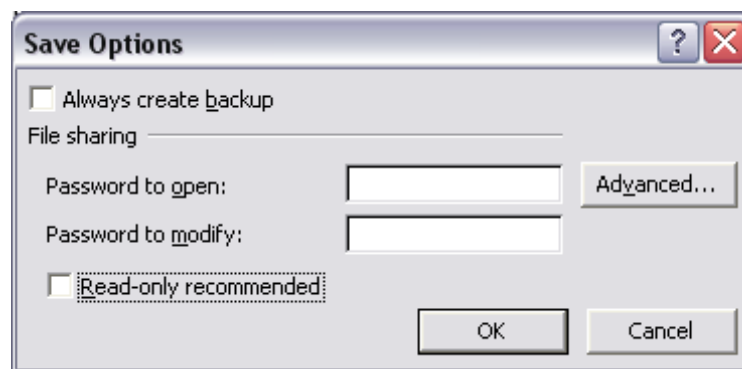 Save Options
?
Always create backup
File sharing
Password to open:
Advanced...
Password to modify:
Read-only recommended
OK
Cancel